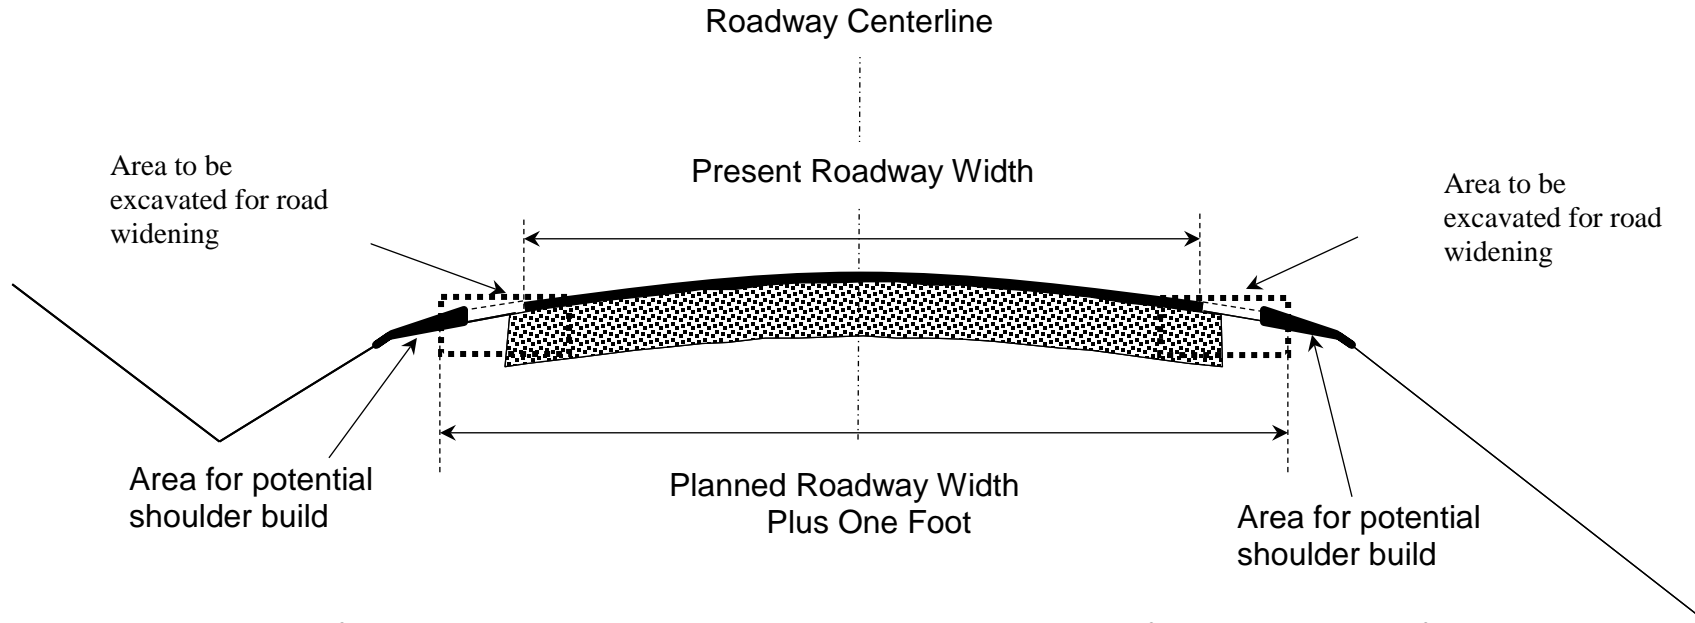 Roadway Centerline
Area to be
excavated for road
widening
Present Roadway Width
Area to be
excavated for road
widening
Area for potential
shoulder build
Planned Roadway Width
Plus One Foot
Area for potential
shoulder build